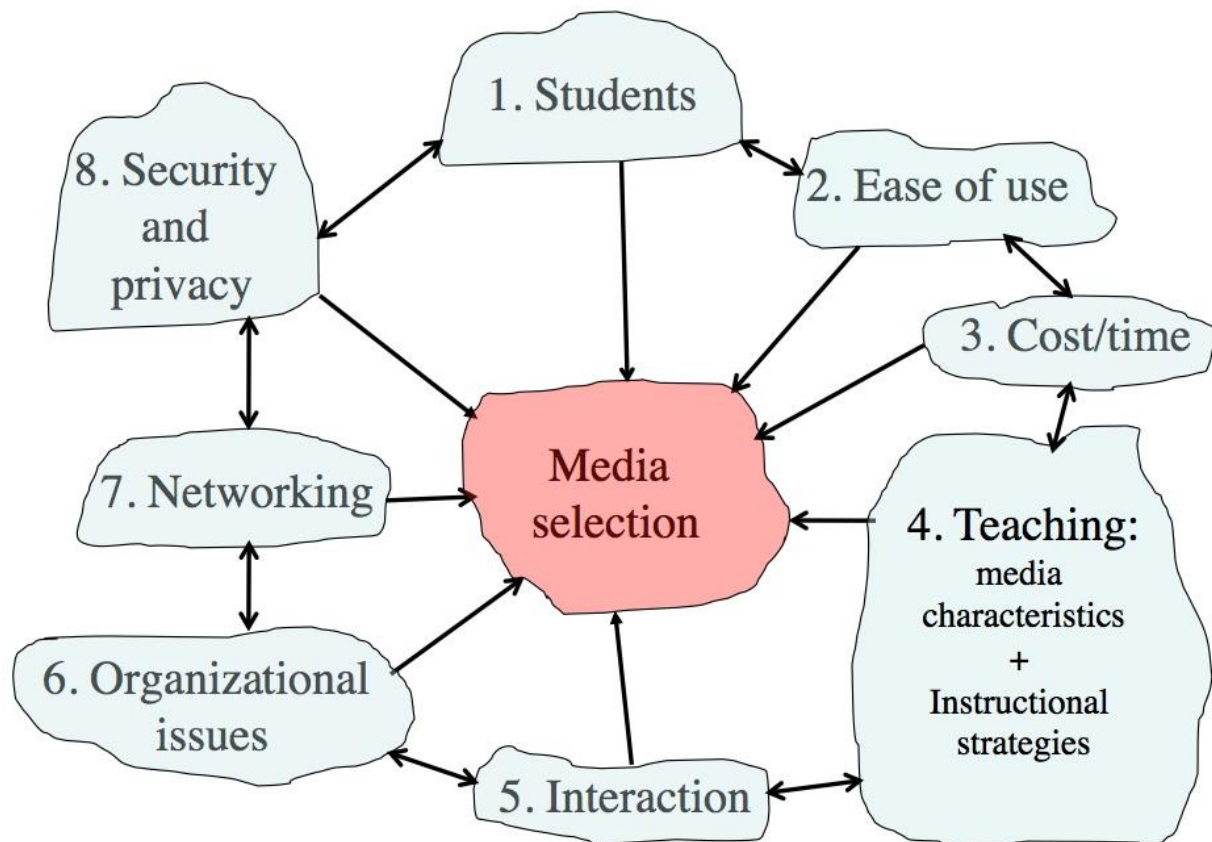 1. Students
2. Ease of use
3. Cost/time
4. Teaching:
media
characteristics
+
Instructional
strategies
5. Interaction
6. Organizational
issues
7. Networking
8. Security
and
privacy
Media
selection